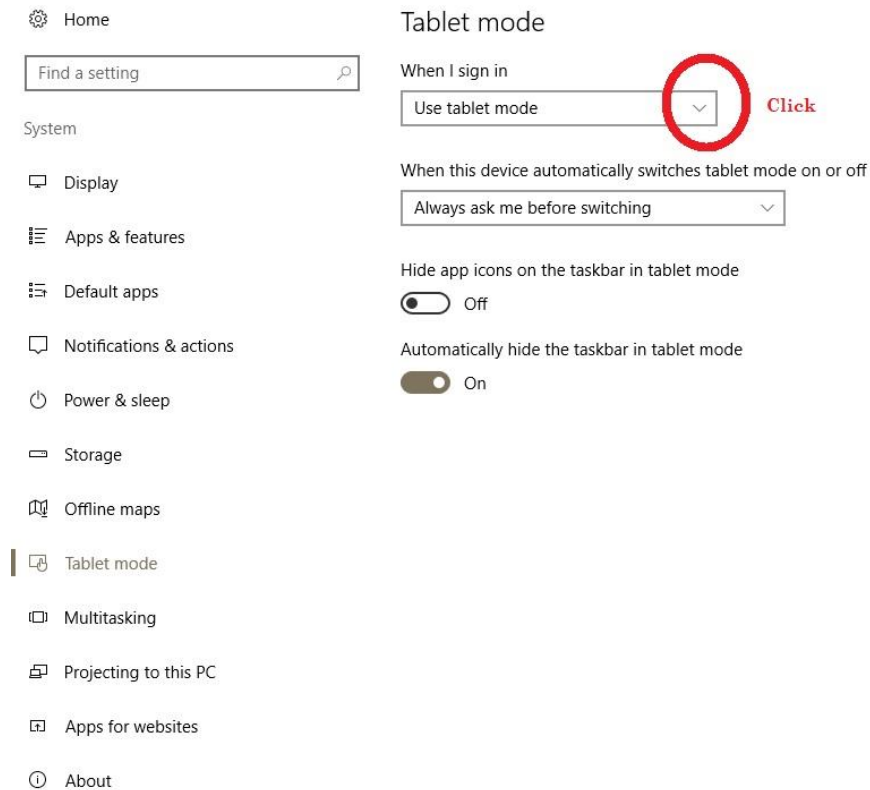 Home
Find a setting
System
Display
Apps & features
Default apps
Notifications & actions
Power & sleep
Storage
Offline maps
Tablet mode
Multitasking
Projecting to this PC
Apps for websites
About
Tablet mode
When I sign in
Use tablet mode
Click
When this device automatically switches tablet mode on or off
Always ask me before switching
Hide app icons on the taskbar in tablet mode
Off
Automatically hide the taskbar in tablet mode
On